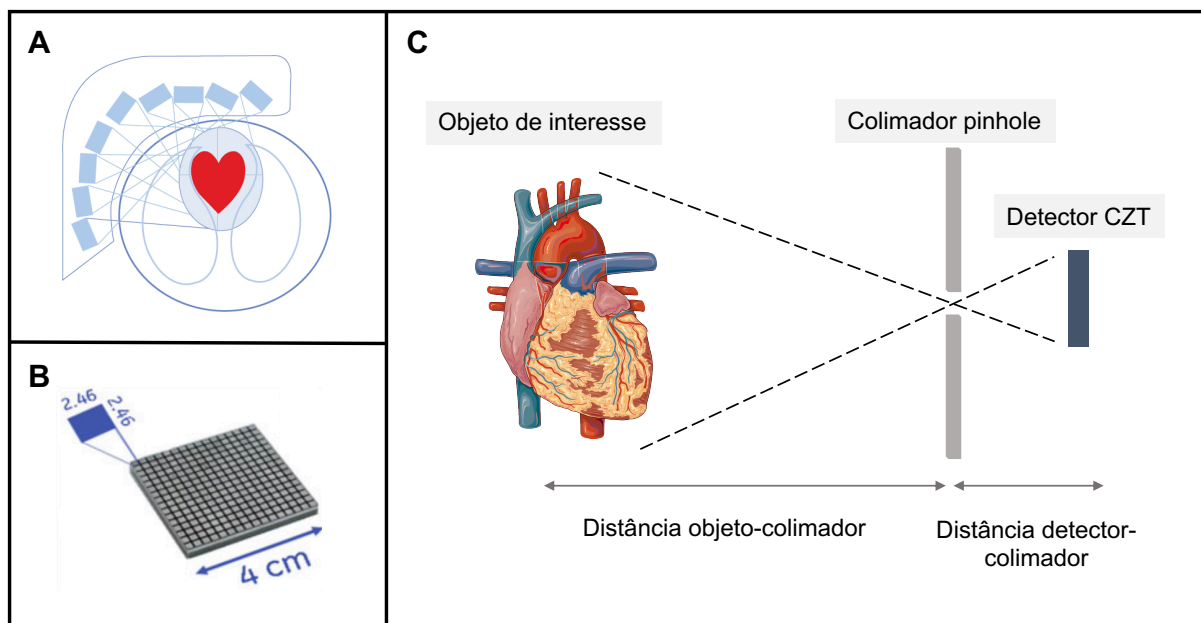 A
B
2.46
2.46
4 cm
C
Objeto de interesse
Colimador pinhole
Detector CZT
Distância objeto-colimador
Distância detector-
colimador